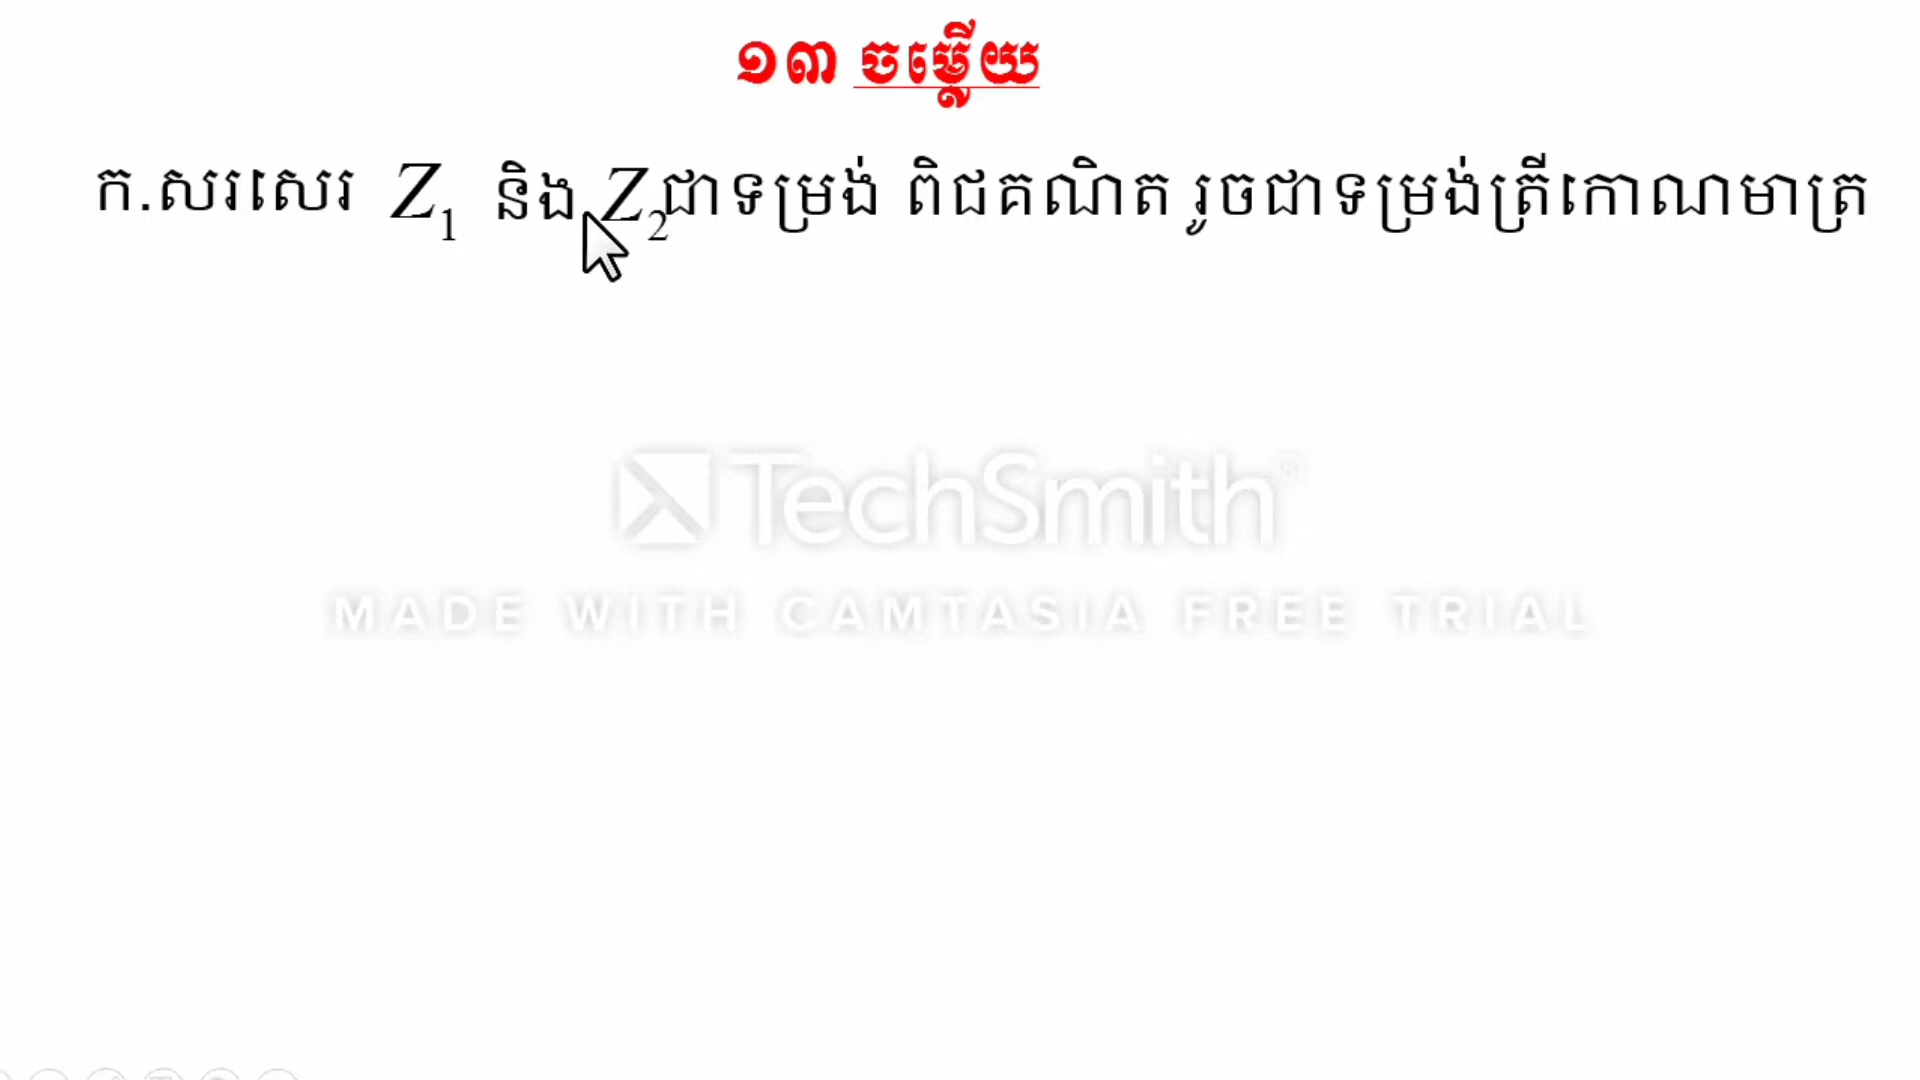 ១៣ ចម្លើយ
ក.សរសេរ Z₁ និង Z₂ជាទម្រង់ ពិជគណិត រួចជាទម្រង់ត្រីកោណមាត្រ
TechSmith®
MADE WITH CAMTASIA FREE TRIAL